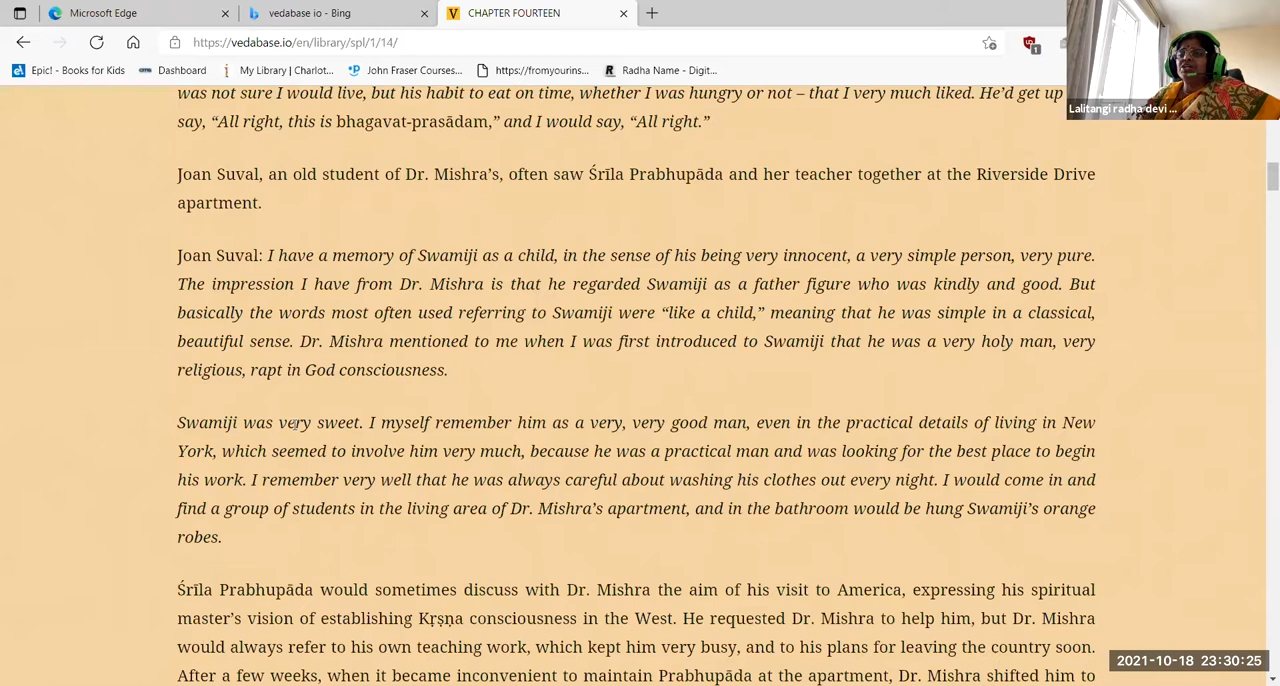 Microsoft Edge
vedabase io - Bing
CHAPTER FOURTEEN
https://vedabase.io/en/library/spl/1/14/
Epic! - Books for Kids
Dashboard
My Library | Charlot...
John Fraser Courses...
https://fromyourins...
Radha Name - Digit...
Lalitangi radha devi ...
was not sure I would live, but his habit to eat on time, whether I was hungry or not – that I very much liked. He’d get up
say, “All right, this is bhagavat-prasādam,” and I would say, “All right.”
Joan Suval, an old student of Dr. Mishra’s, often saw Śrīla Prabhupāda and her teacher together at the Riverside Drive
apartment.
Joan Suval: I have a memory of Swamiji as a child, in the sense of his being very innocent, a very simple person, very pure.
The impression I have from Dr. Mishra is that he regarded Swamiji as a father figure who was kindly and good. But
basically the words most often used referring to Swamiji were “like a child,” meaning that he was simple in a classical,
beautiful sense. Dr. Mishra mentioned to me when I was first introduced to Swamiji that he was a very holy man, very
religious, rapt in God consciousness.
Swamiji was very sweet. I myself remember him as a very, very good man, even in the practical details of living in New
York, which seemed to involve him very much, because he was a practical man and was looking for the best place to begin
his work. I remember very well that he was always careful about washing his clothes out every night. I would come in and
find a group of students in the living area of Dr. Mishra’s apartment, and in the bathroom would be hung Swamiji’s orange
robes.
Śrīla Prabhupāda would sometimes discuss with Dr. Mishra the aim of his visit to America, expressing his spiritual
master’s vision of establishing Kṛṣṇa consciousness in the West. He requested Dr. Mishra to help him, but Dr. Mishra
would always refer to his own teaching work, which kept him very busy, and to his plans for leaving the country soon.
After a few weeks, when it became inconvenient to maintain Prabhupāda at the apartment, Dr. Mishra shifted him to
2021-10-18 23:30:25